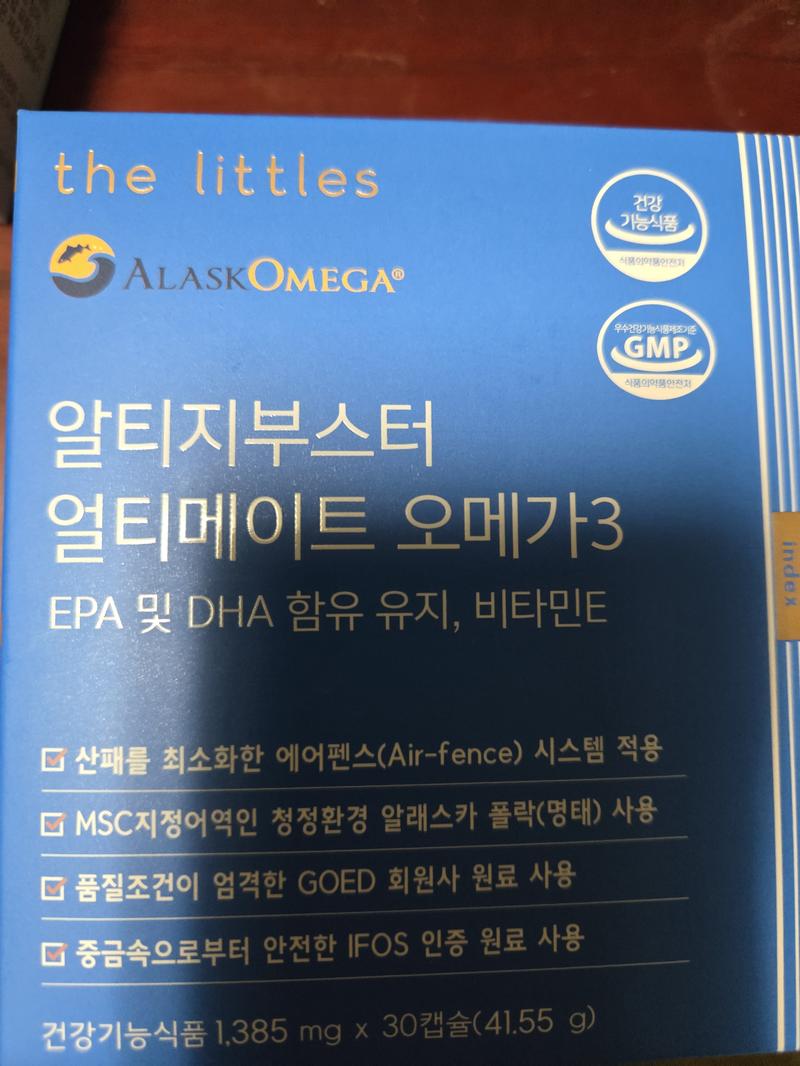 the littles
ALASKOMEGA®
건강
기능식품
식품의약품안전처
우수건강기능식품제조기준
GMP
식품의약품안전처
알티지부스터
얼티메이트 오메가3
EPA 및 DHA 함유 유지, 비타민E
산패를 최소화한 에어펜스(Air-fence) 시스템 적용
MSC지정어역인 청정환경 알래스카 폴락(명태) 사용
품질조건이 엄격한 GOED 회원사 원료 사용
중금속으로부터 안전한 IFOS 인증 원료 사용
건강기능식품 1,385 mg x 30캡슐(41.55 g)
index